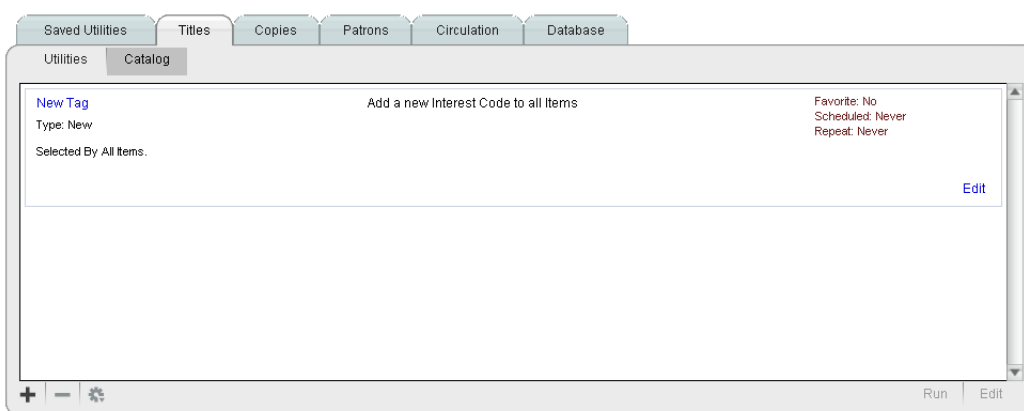 Saved Utilities Titles Copies Patrons Circulation Database
Utilities Catalog
New Tag Add a new Interest Code to all Items Favorite: No
Type: New Scheduled: Never
Repeat: Never
Selected By All Items.
Edit
Run Edit